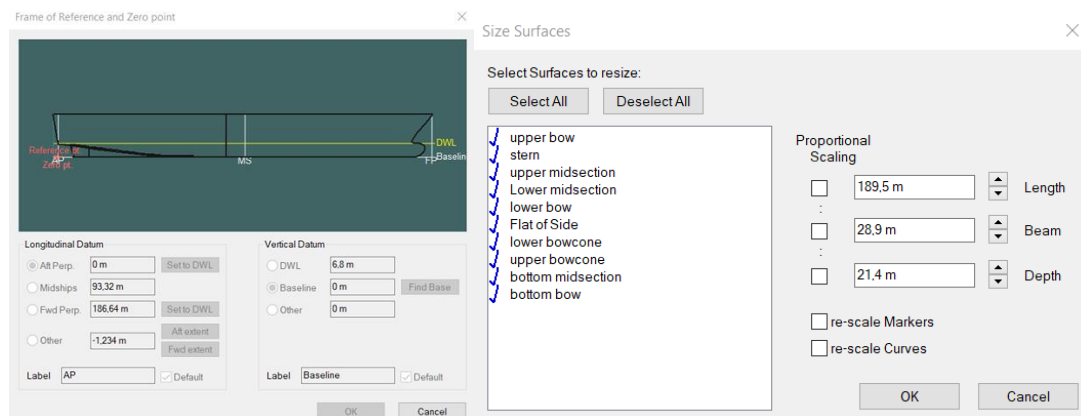 Frame of Reference and Zero point
DWL
Reference pt.
Baselin
AP
Zero pt.
MS
FP
Longitudinal Datum
Aft Perp. 0 m Set to DWL
Midships 93,32 m
Fwd Perp. 186,64 m Set to DWL
Other -1,234 m Aft extent
Fwd extent
Label AP Default
Vertical Datum
DWL 6,8 m
Baseline 0 m Find Base
Other 0 m
Label Baseline Default
OK Cancel
Size Surfaces
Select Surfaces to resize:
Select All Deselect All
upper bow
stern
upper midsection
Lower midsection
lower bow
Flat of Side
lower bowcone
upper bowcone
bottom midsection
bottom bow
Proportional
Scaling
189,5 m Length
:
28,9 m Beam
:
21,4 m Depth
re-scale Markers
re-scale Curves
OK Cancel